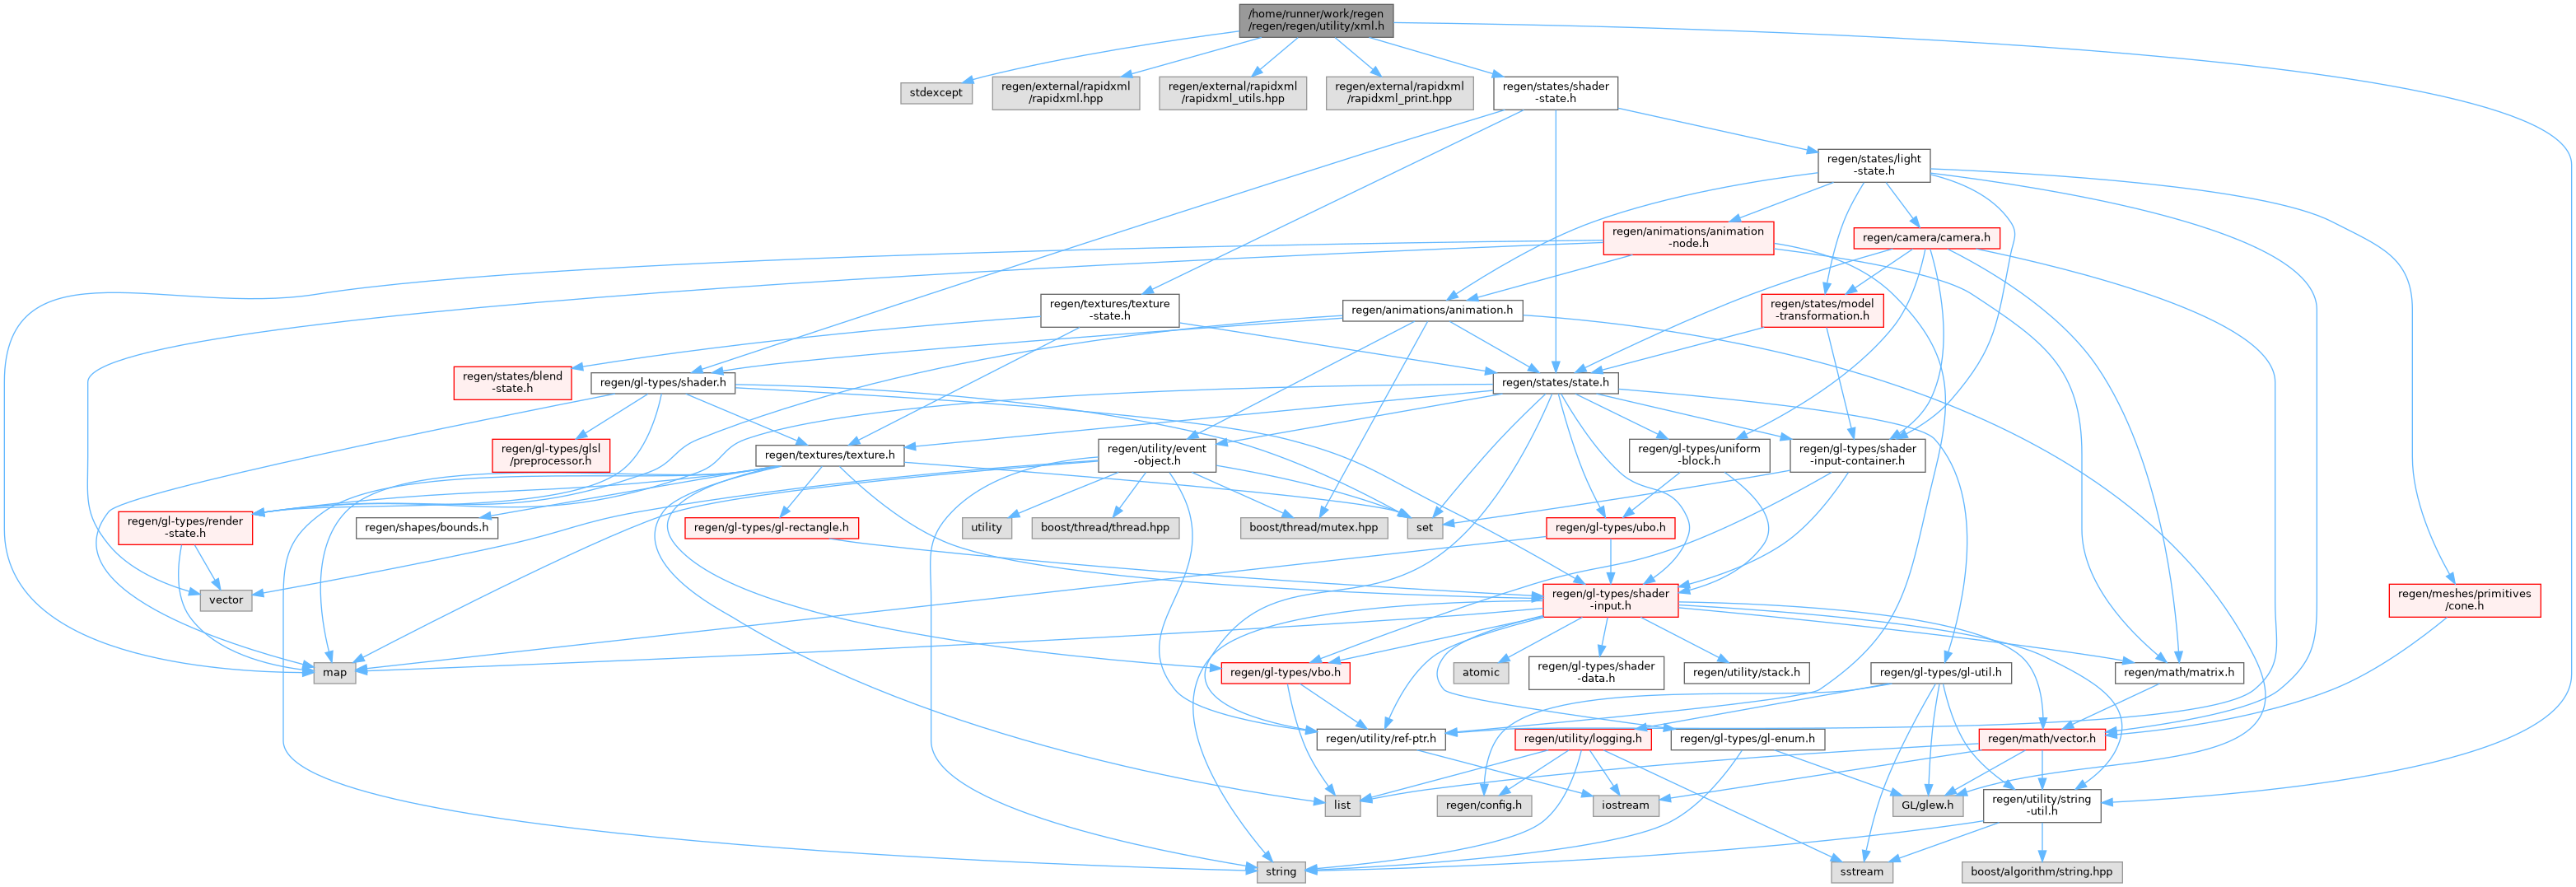 /home/runner/work/regen
/regen/regen/utility/xml.h
stdexcept
regen/external/rapidxml
/rapidxml.hpp
regen/external/rapidxml
/rapidxml_utils.hpp
regen/external/rapidxml
/rapidxml_print.hpp
regen/states/shader
-state.h
regen/states/light
-state.h
regen/animations/animation
-node.h
regen/camera/camera.h
regen/textures/texture
-state.h
regen/animations/animation.h
regen/states/model
-transformation.h
regen/states/blend
-state.h
regen/gl-types/shader.h
regen/states/state.h
regen/gl-types/glsl
/preprocessor.h
regen/textures/texture.h
regen/utility/event
-object.h
regen/gl-types/uniform
-block.h
regen/gl-types/shader
-input-container.h
regen/gl-types/render
-state.h
regen/shapes/bounds.h
regen/gl-types/gl-rectangle.h
utility
boost/thread/thread.hpp
boost/thread/mutex.hpp
set
regen/gl-types/ubo.h
vector
regen/gl-types/shader
-input.h
regen/meshes/primitives
/cone.h
map
regen/gl-types/vbo.h
atomic
regen/gl-types/shader
-data.h
regen/utility/stack.h
regen/gl-types/gl-util.h
regen/math/matrix.h
regen/utility/ref-ptr.h
regen/utility/logging.h
regen/gl-types/gl-enum.h
regen/math/vector.h
list
regen/config.h
iostream
GL/glew.h
regen/utility/string
-util.h
string
sstream
boost/algorithm/string.hpp